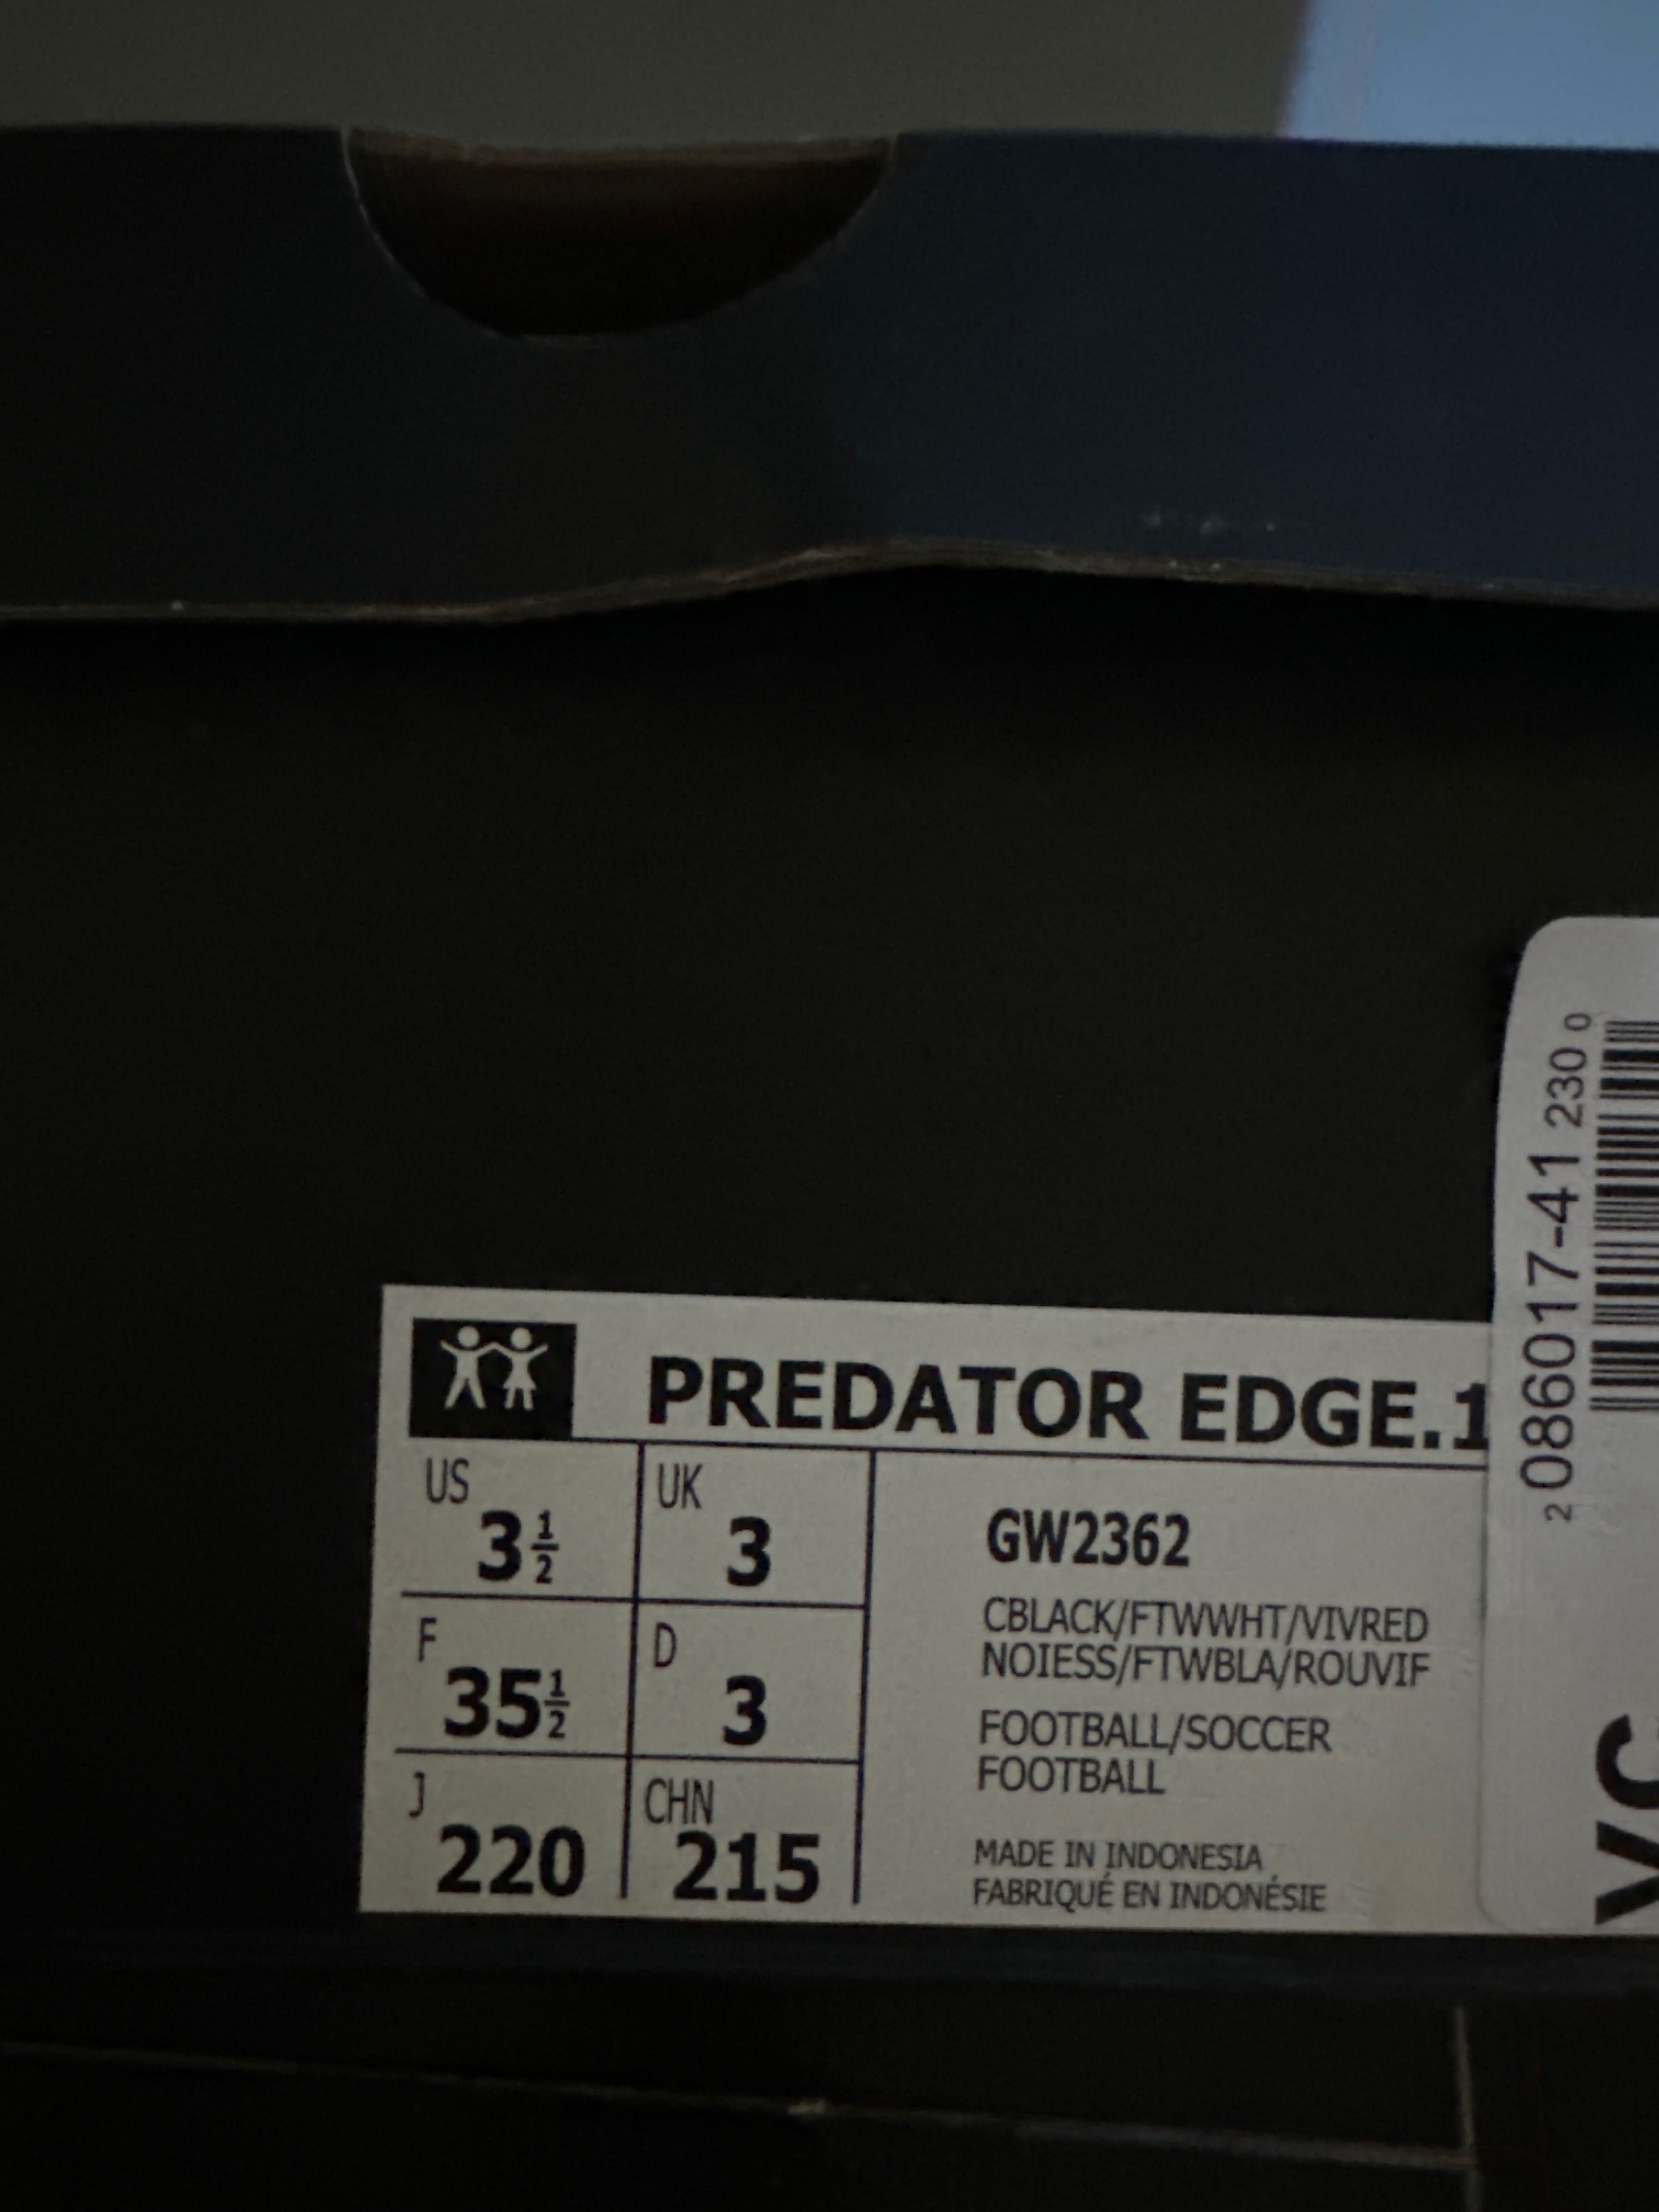 PREDATOR EDGE.1
US
3½
UK
3
F
35½
D
3
J
220
CHN
215
GW2362
CBLACK/FTWWHT/VIVRED
NOIESS/FTWBLA/ROUVIF
FOOTBALL/SOCCER
FOOTBALL
MADE IN INDONESIA
FABRIQUÉ EN INDONÉSIE
2 086017-41 230 0